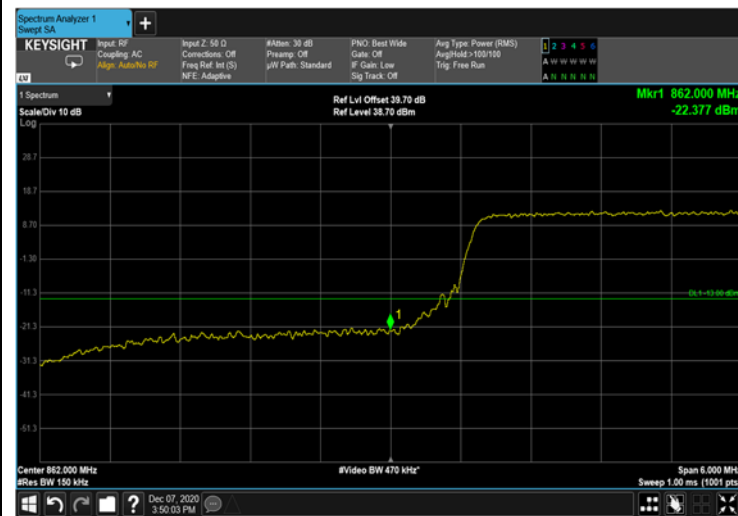 Spectrum Analyzer 1
Swept SA
KEYSIGHT
Input: RF
Coupling: AC
Align: Auto/No RF
Input Z: 50 Ω
Corrections: Off
Freq Ref: Int (S)
NFE: Adaptive
#Atten: 30 dB
Preamp: Off
µW Path: Standard
PNO: Best Wide
Gate: Off
IF Gain: Low
Sig Track: Off
Avg Type: Power (RMS)
Avg|Hold:>100/100
Trig: Free Run
1 2 3 4 5 6
A W W W W W
A N N N N N
LXI
1 Spectrum
Scale/Div 10 dB
Ref Lvl Offset 39.70 dB
Ref Level 38.70 dBm
Mkr1 862.000 MHz
-22.377 dBm
Log
28.7
18.7
8.70
-1.30
-11.3
DL1 -13.00 dBm
1
-21.3
-31.3
-41.3
-51.3
Center 862.000 MHz
#Video BW 470 kHz*
Span 6.000 MHz
#Res BW 150 kHz
Sweep 1.00 ms (1001 pts)
?
Dec 07, 2020
3:50:03 PM